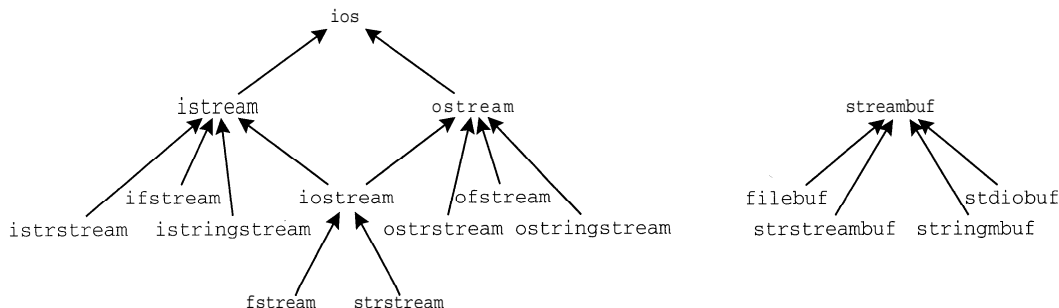 ios
istream ostream streambuf
ifstream iostream ofstream filebuf stdiobuf
istrstream istringstream ostrstream ostringstream strstreambuf stringmbuf
fstream strstream